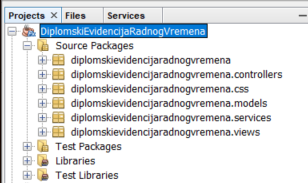 Projects × Files Services
DiplomskiEvidencijaRadnogVremena
Source Packages
diplomskievidencijaradnogvremena
diplomskievidencijaradnogvremena.controllers
diplomskievidencijaradnogvremena.css
diplomskievidencijaradnogvremena.models
diplomskievidencijaradnogvremena.services
diplomskievidencijaradnogvremena.views
Test Packages
Libraries
Test Libraries